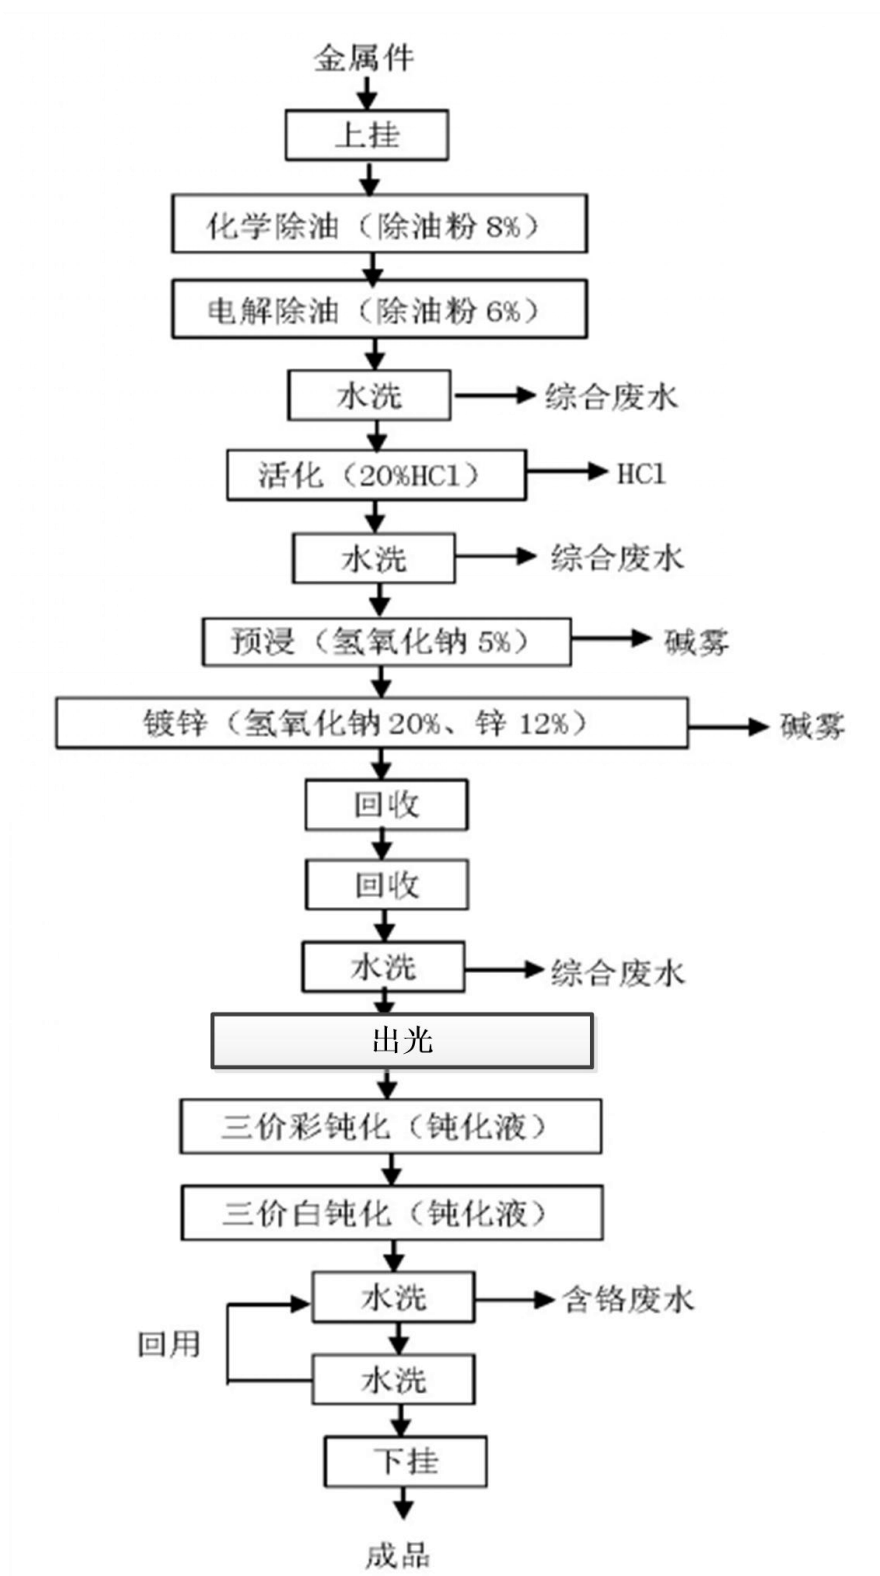 金属件
上挂
化学除油（除油粉8%）
电解除油（除油粉6%）
水洗
综合废水
活化（20%HCl）
HCl
水洗
综合废水
预浸（氢氧化钠5%）
碱雾
镀锌（氢氧化钠20%、锌12%）
碱雾
回收
回收
水洗
综合废水
出光
三价彩钝化（钝化液）
三价白钝化（钝化液）
水洗
含铬废水
回用
水洗
下挂
成品